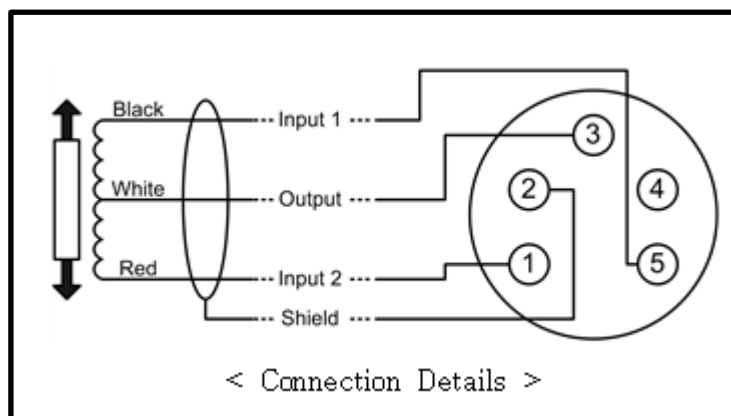 Black
--- Input 1 ---
3
White
2
4
--- Output ---
Red
1
5
--- Input 2 ---
--- Shield ---
< Connection Details >